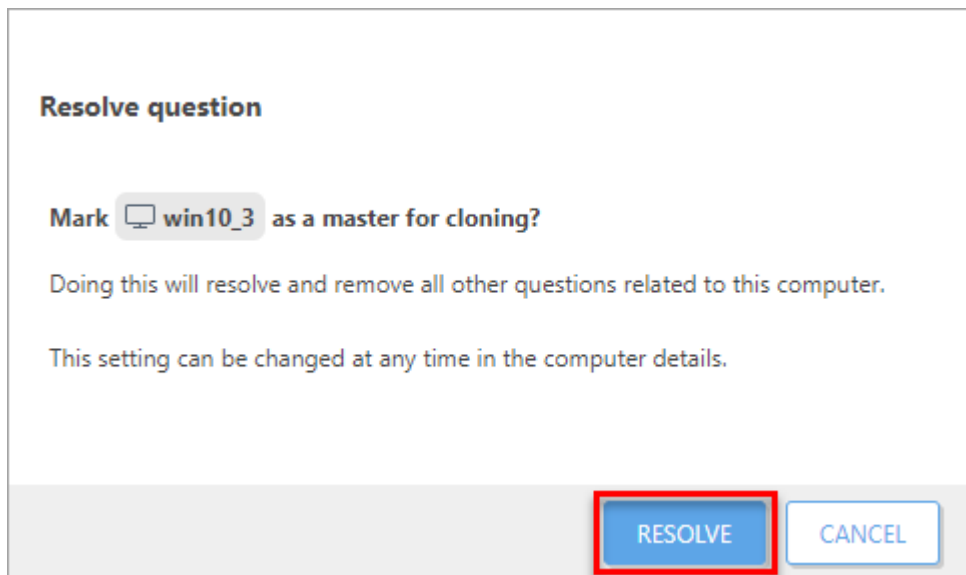 Resolve question
Mark win10_3 as a master for cloning?
Doing this will resolve and remove all other questions related to this computer.
This setting can be changed at any time in the computer details.
RESOLVE CANCEL